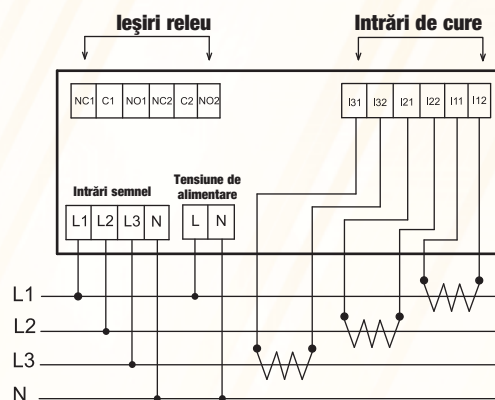 Ieşiri releu
Intrări de cure
NC1 C1 NO1 NC2 C2 NO2
I31 I32 I21 I22 I11 I12
Intrări semnel
Tensiune de alimentare
L1 L2 L3 N
L N
L1
L2
L3
N